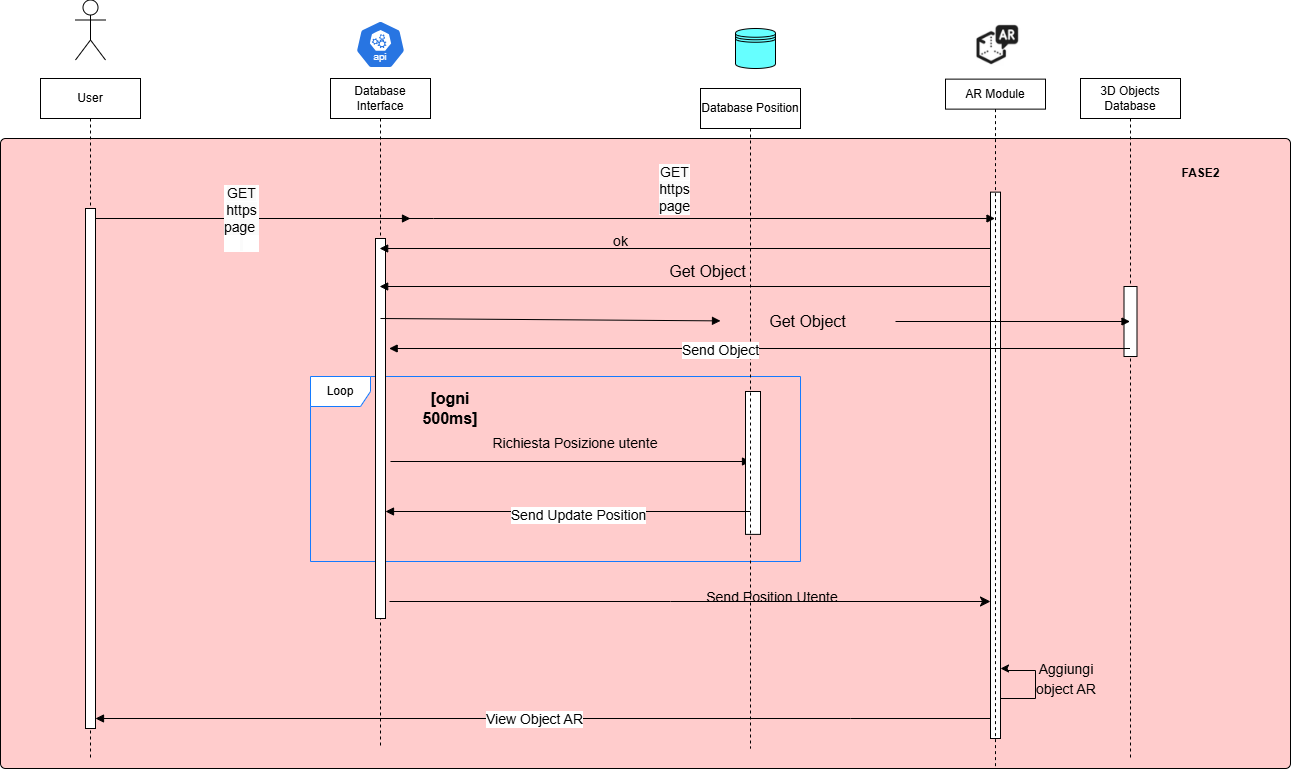 api
AR
User
Database
Interface
Database Position
AR Module
3D Objects
Database
FASE2
GET
https
page
GET
https
page
ok
Get Object
Get Object
Send Object
Loop
[ogni
500ms]
Richiesta Posizione utente
Send Update Position
Send Position Utente
Aggiungi
object AR
View Object AR